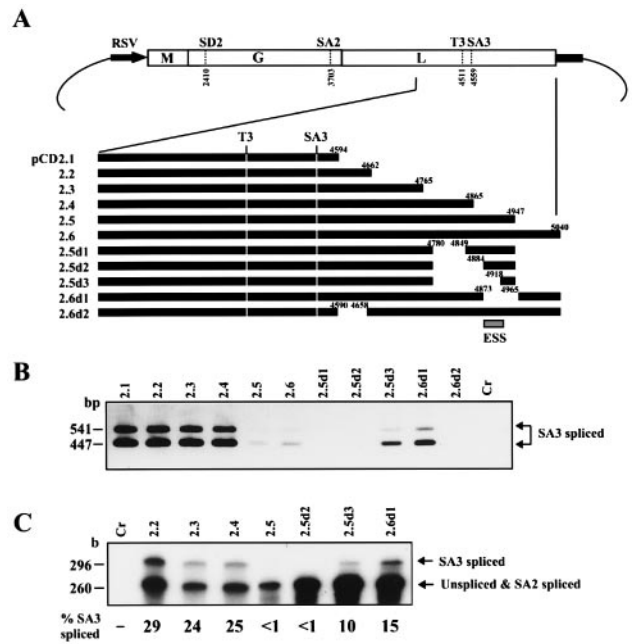 A
RSV SD2 SA2 T3 SA3
M G L
2410 3703 4511 4559
T3 SA3
pCD2.1 4594
2.2 4662
2.3 4765
2.4 4865
2.5 4947
2.6 5040
2.5d1 4780 4849
2.5d2 4884
2.5d3 4918
2.6d1 4873 4965
2.6d2 4590 4658
ESS
B
bp 2.1 2.2 2.3 2.4 2.5 2.6 2.5d1 2.5d2 2.5d3 2.6d1 2.6d2 Cr
541
447
SA3 spliced
C
b Cr 2.2 2.3 2.4 2.5 2.5d2 2.5d3 2.6d1
296 SA3 spliced
260 Unspliced & SA2 spliced
% SA3 spliced – 29 24 25 <1 <1 10 15